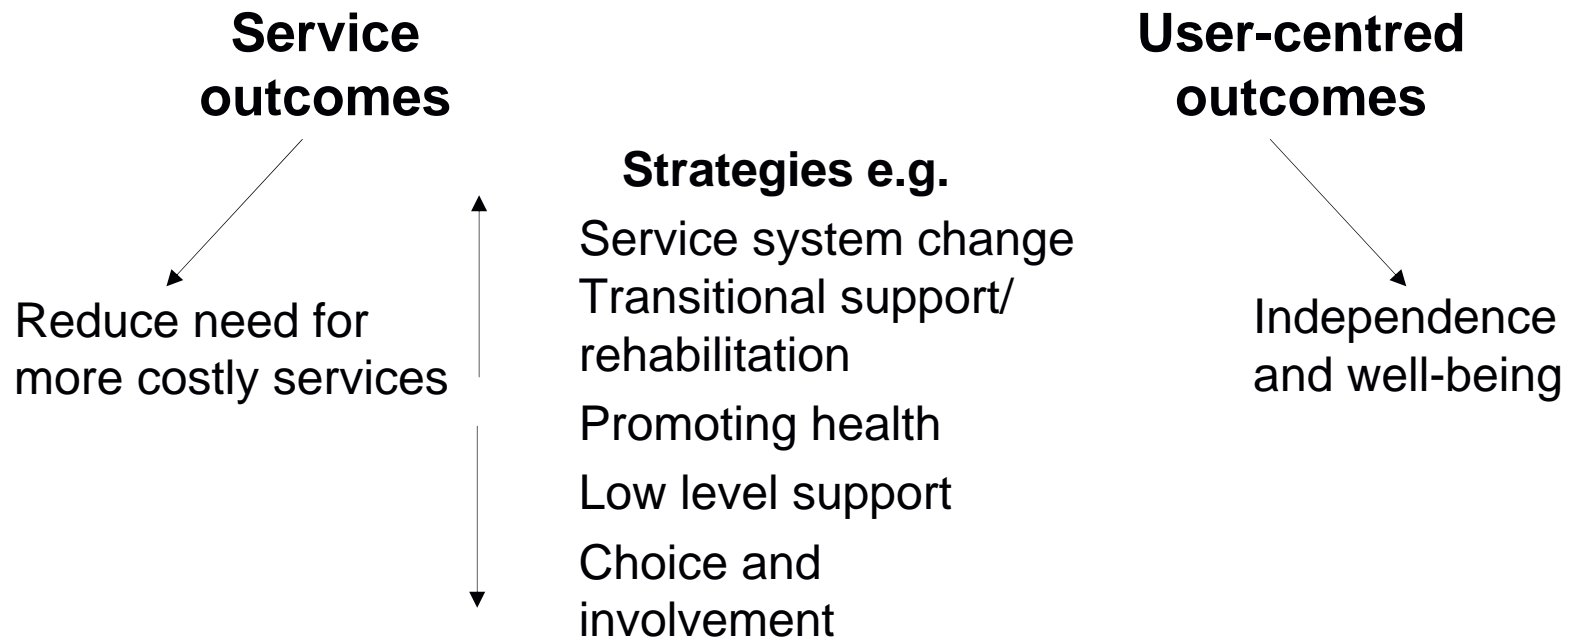 Service
outcomes
Reduce need for
more costly services
Strategies e.g.
Service system change
Transitional support/
rehabilitation
Promoting health
Low level support
Choice and
involvement
User-centred
outcomes
Independence
and well-being